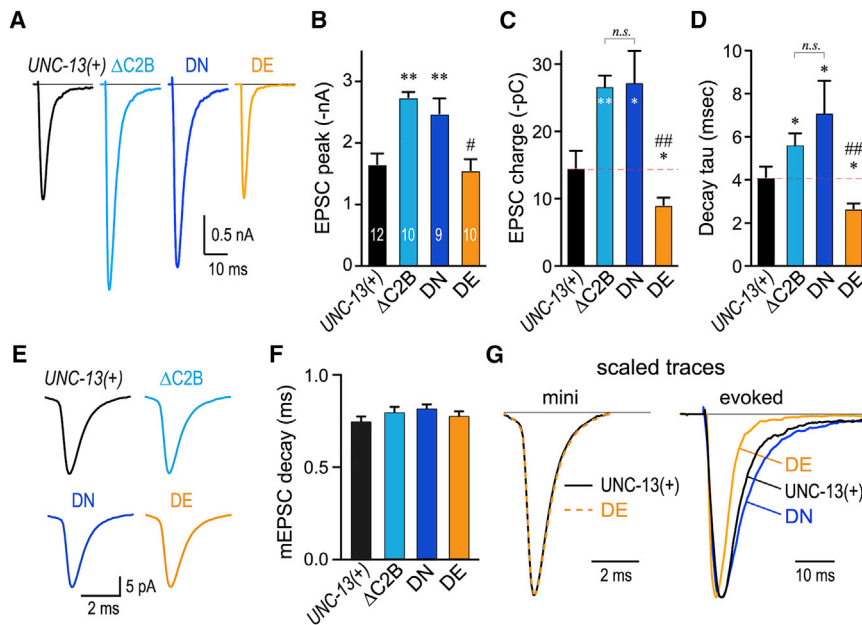 A
UNC-13(+) ΔC2B DN DE
0.5 nA
10 ms
B
EPSC peak (-nA)
4
3
2
1
0
** ** #
12 10 9 10
UNC-13(+) ΔC2B DN DE
C
EPSC charge (-pC)
30
20
10
0
n.s.
** * ## *
UNC-13(+) ΔC2B DN DE
D
Decay tau (msec)
10
8
6
4
2
0
n.s.
* * ## *
UNC-13(+) ΔC2B DN DE
E
UNC-13(+) ΔC2B
DN DE
5 pA
2 ms
F
mEPSC decay (ms)
1.0
0.5
0.0
UNC-13(+) ΔC2B DN DE
G
scaled traces
mini
UNC-13(+)
DE
2 ms
evoked
DE
UNC-13(+)
DN
10 ms